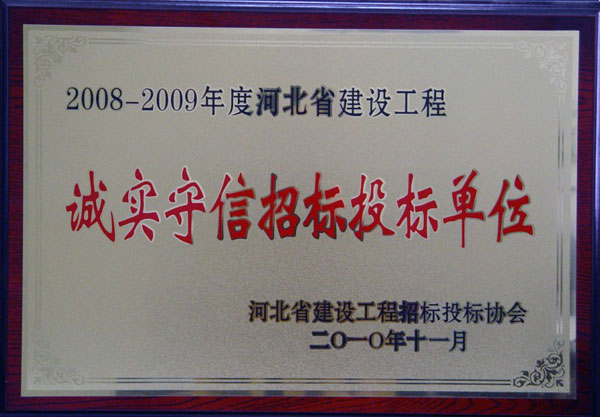 2008-2009年度河北省建设工程
诚实守信招标投标单位
河北省建设工程招标投标协会
二〇一〇年十一月